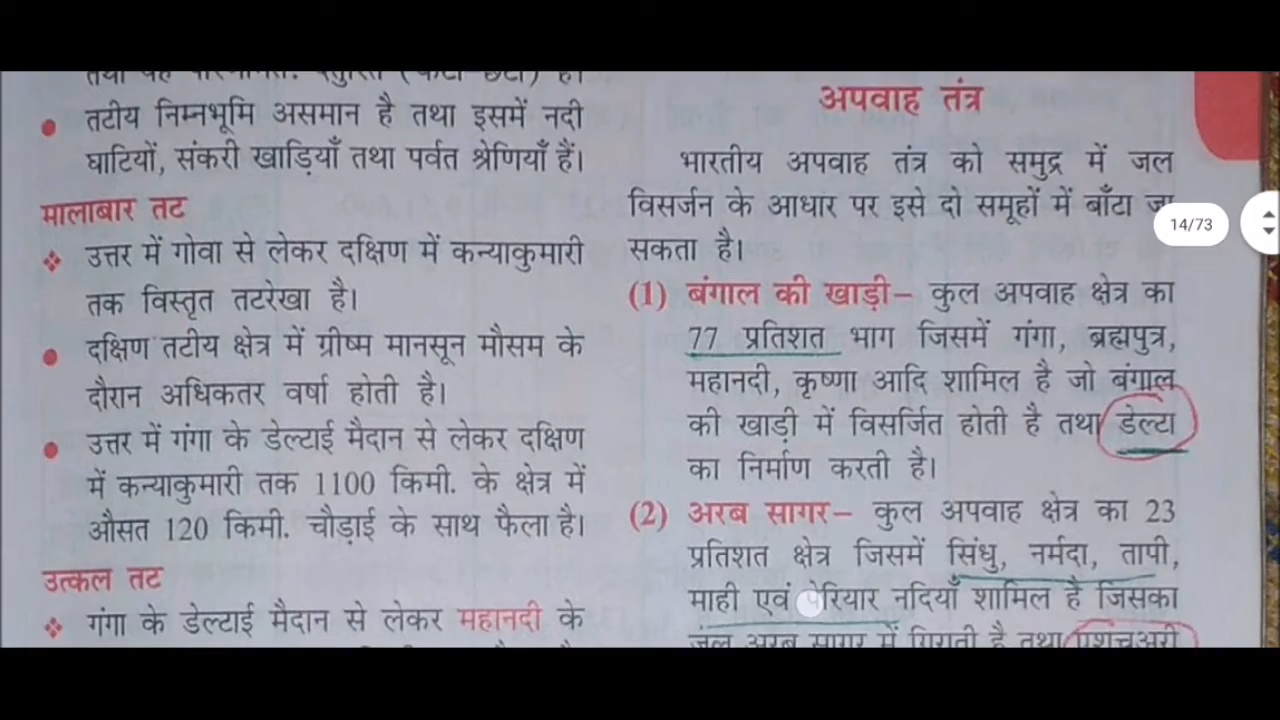 तटीय निम्नभूमि असमान है तथा इसमें नदी
घाटियों, संकरी खाड़ियाँ तथा पर्वत श्रेणियाँ हैं।
मालाबार तट
उत्तर में गोवा से लेकर दक्षिण में कन्याकुमारी
तक विस्तृत तटरेखा है।
दक्षिण तटीय क्षेत्र में ग्रीष्म मानसून मौसम के
दौरान अधिकतर वर्षा होती है।
उत्तर में गंगा के डेल्टाई मैदान से लेकर दक्षिण
में कन्याकुमारी तक 1100 किमी. के क्षेत्र में
औसत 120 किमी. चौड़ाई के साथ फैला है।
उत्कल तट
गंगा के डेल्टाई मैदान से लेकर महानदी के
अपवाह तंत्र
भारतीय अपवाह तंत्र को समुद्र में जल
विसर्जन के आधार पर इसे दो समूहों में बाँटा जा
सकता है।
(1) बंगाल की खाड़ी– कुल अपवाह क्षेत्र का
77 प्रतिशत भाग जिसमें गंगा, ब्रह्मपुत्र,
महानदी, कृष्णा आदि शामिल है जो बंगाल
की खाड़ी में विसर्जित होती है तथा डेल्टा
का निर्माण करती है।
(2) अरब सागर– कुल अपवाह क्षेत्र का 23
प्रतिशत क्षेत्र जिसमें सिंधु, नर्मदा, तापी,
माही एवं पेरियार नदियाँ शामिल है जिसका
जल अरब सागर में गिराती है तथा
14/73